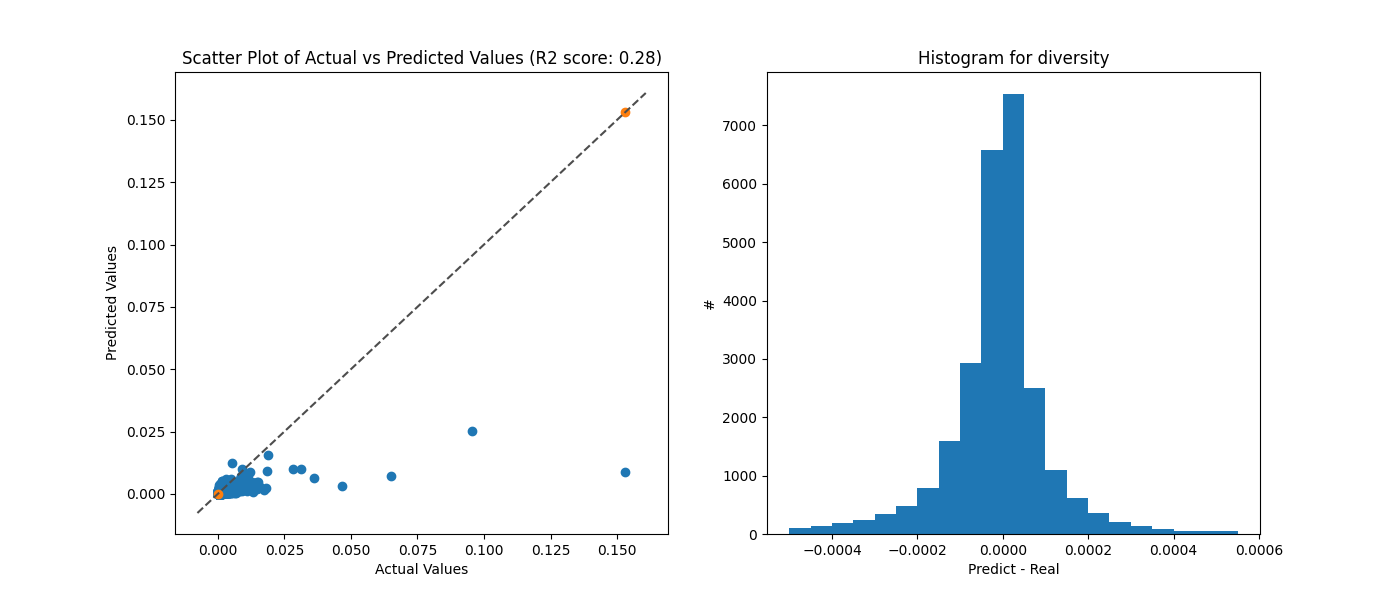 Scatter Plot of Actual vs Predicted Values (R2 score: 0.28)
0.150
0.125
0.100
0.075
0.050
0.025
0.000
Predicted Values
0.000 0.025 0.050 0.075 0.100 0.125 0.150
Actual Values
Histogram for diversity
7000
6000
5000
4000
3000
2000
1000
0
#
−0.0004 −0.0002 0.0000 0.0002 0.0004 0.0006
Predict - Real